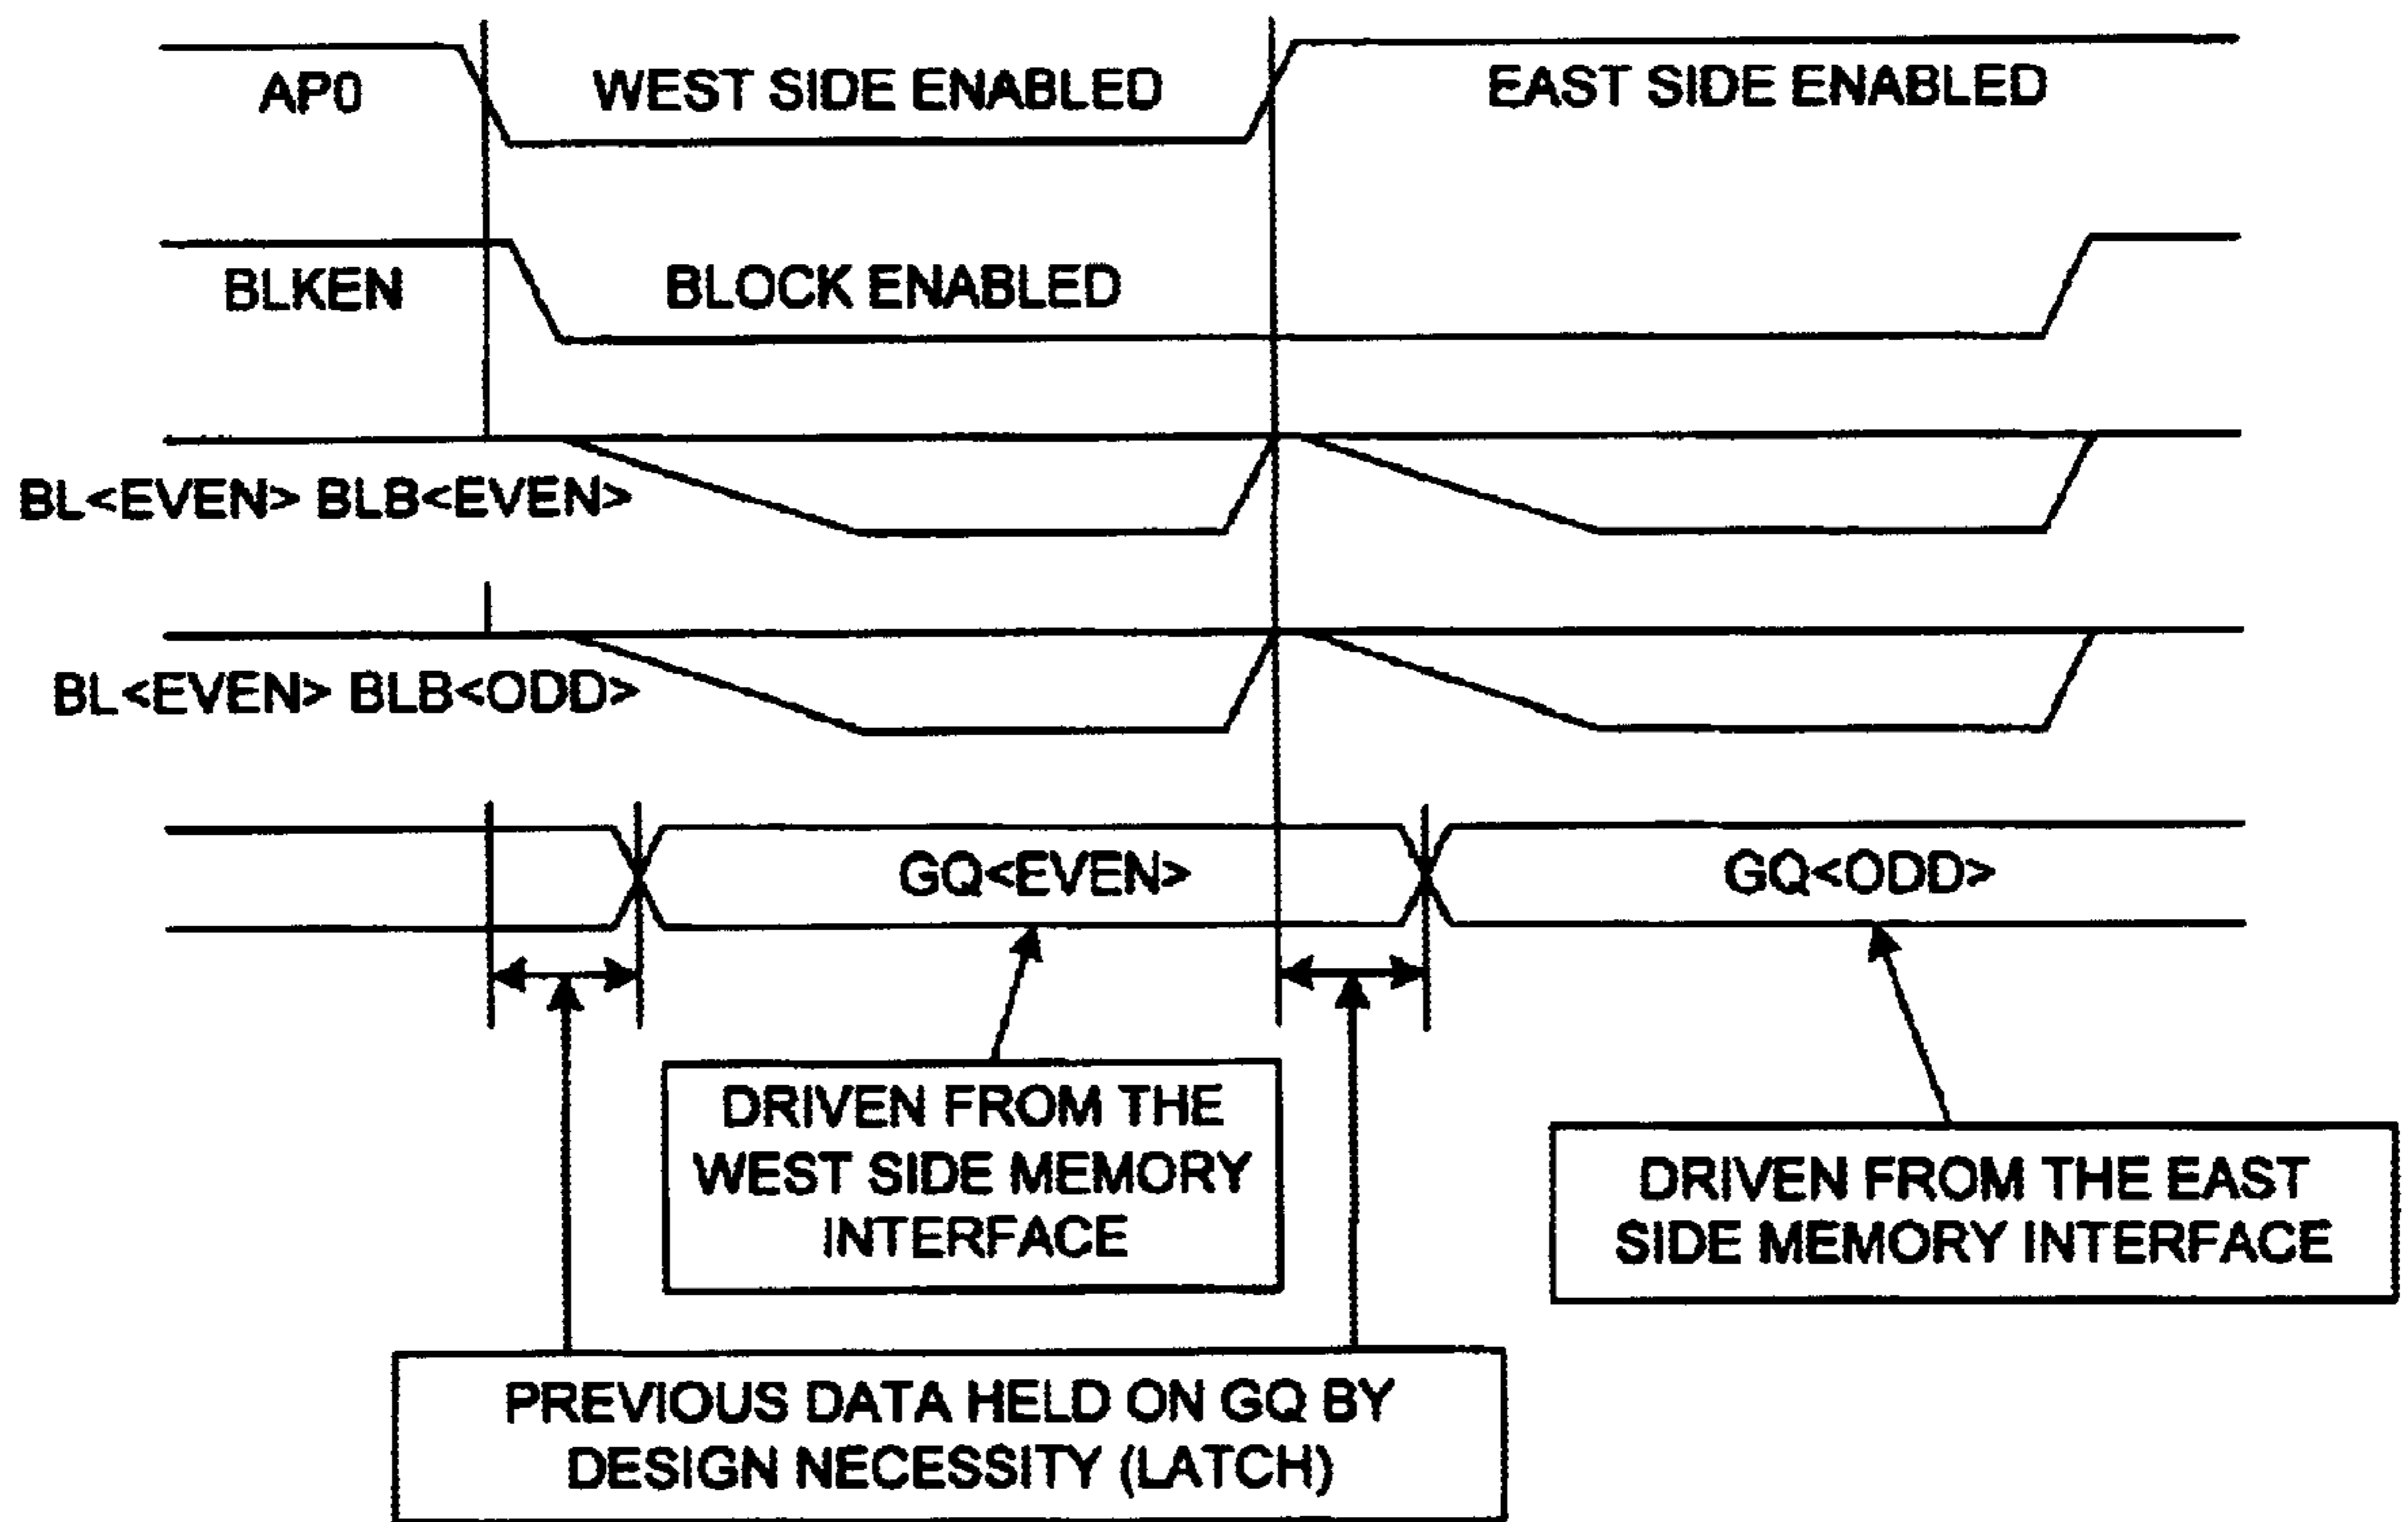 AP0
WEST SIDE ENABLED
EAST SIDE ENABLED
BLKEN
BLOCK ENABLED
BL<EVEN> BLB<EVEN>
BL<EVEN> BLB<ODD>
GQ<EVEN>
GQ<ODD>
DRIVEN FROM THE
WEST SIDE MEMORY
INTERFACE
DRIVEN FROM THE EAST
SIDE MEMORY INTERFACE
PREVIOUS DATA HELD ON GQ BY
DESIGN NECESSITY (LATCH)